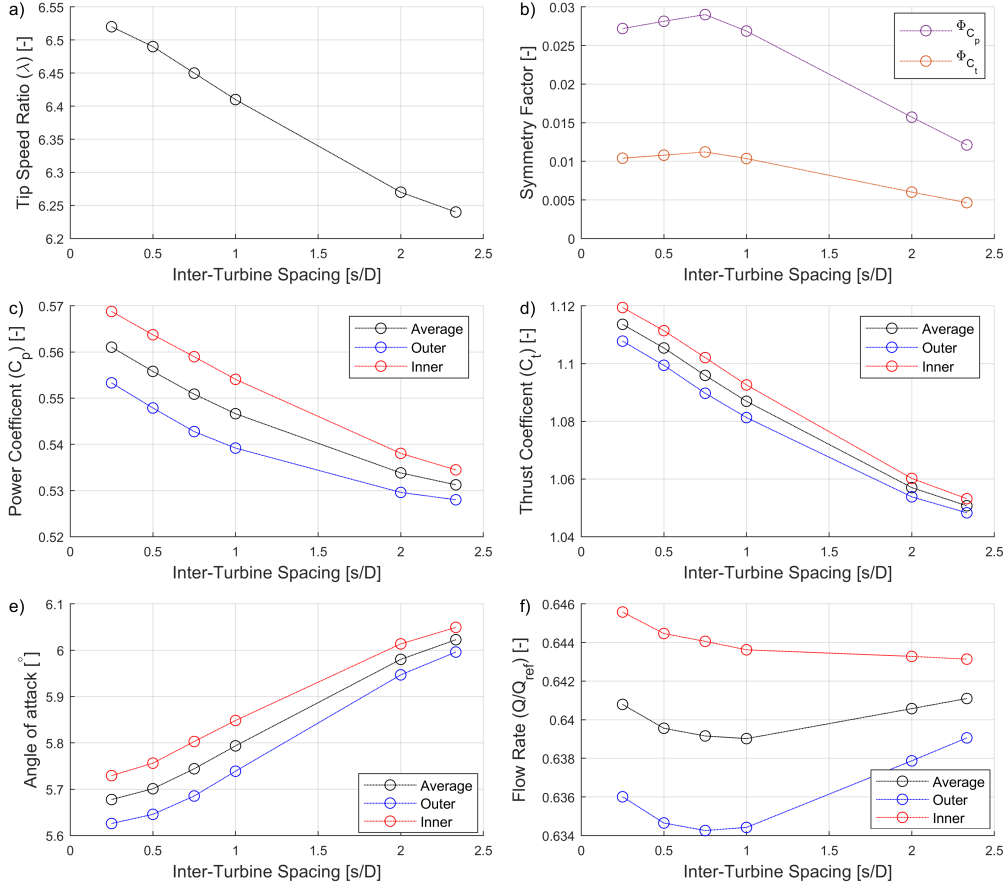 a)
Tip Speed Ratio (λ) [-]
6.55
6.5
6.45
6.4
6.35
6.3
6.25
6.2
0 0.5 1 1.5 2 2.5
Inter-Turbine Spacing [s/D]
b)
Symmetry Factor [-]
0.03
0.025
0.02
0.015
0.01
0.005
0
0 0.5 1 1.5 2 2.5
Inter-Turbine Spacing [s/D]
Φ_C_p
Φ_C_t
c)
Power Coefficent (C_p) [-]
0.57
0.56
0.55
0.54
0.53
0.52
0 0.5 1 1.5 2 2.5
Inter-Turbine Spacing [s/D]
Average
Outer
Inner
d)
Thrust Coefficent (C_t) [-]
1.12
1.1
1.08
1.06
1.04
0 0.5 1 1.5 2 2.5
Inter-Turbine Spacing [s/D]
Average
Outer
Inner
e)
Angle of attack [°]
6.1
6
5.9
5.8
5.7
5.6
0 0.5 1 1.5 2 2.5
Inter-Turbine Spacing [s/D]
Average
Outer
Inner
f)
Flow Rate (Q/Q_ref) [-]
0.646
0.644
0.642
0.64
0.638
0.636
0.634
0 0.5 1 1.5 2 2.5
Inter-Turbine Spacing [s/D]
Average
Outer
Inner